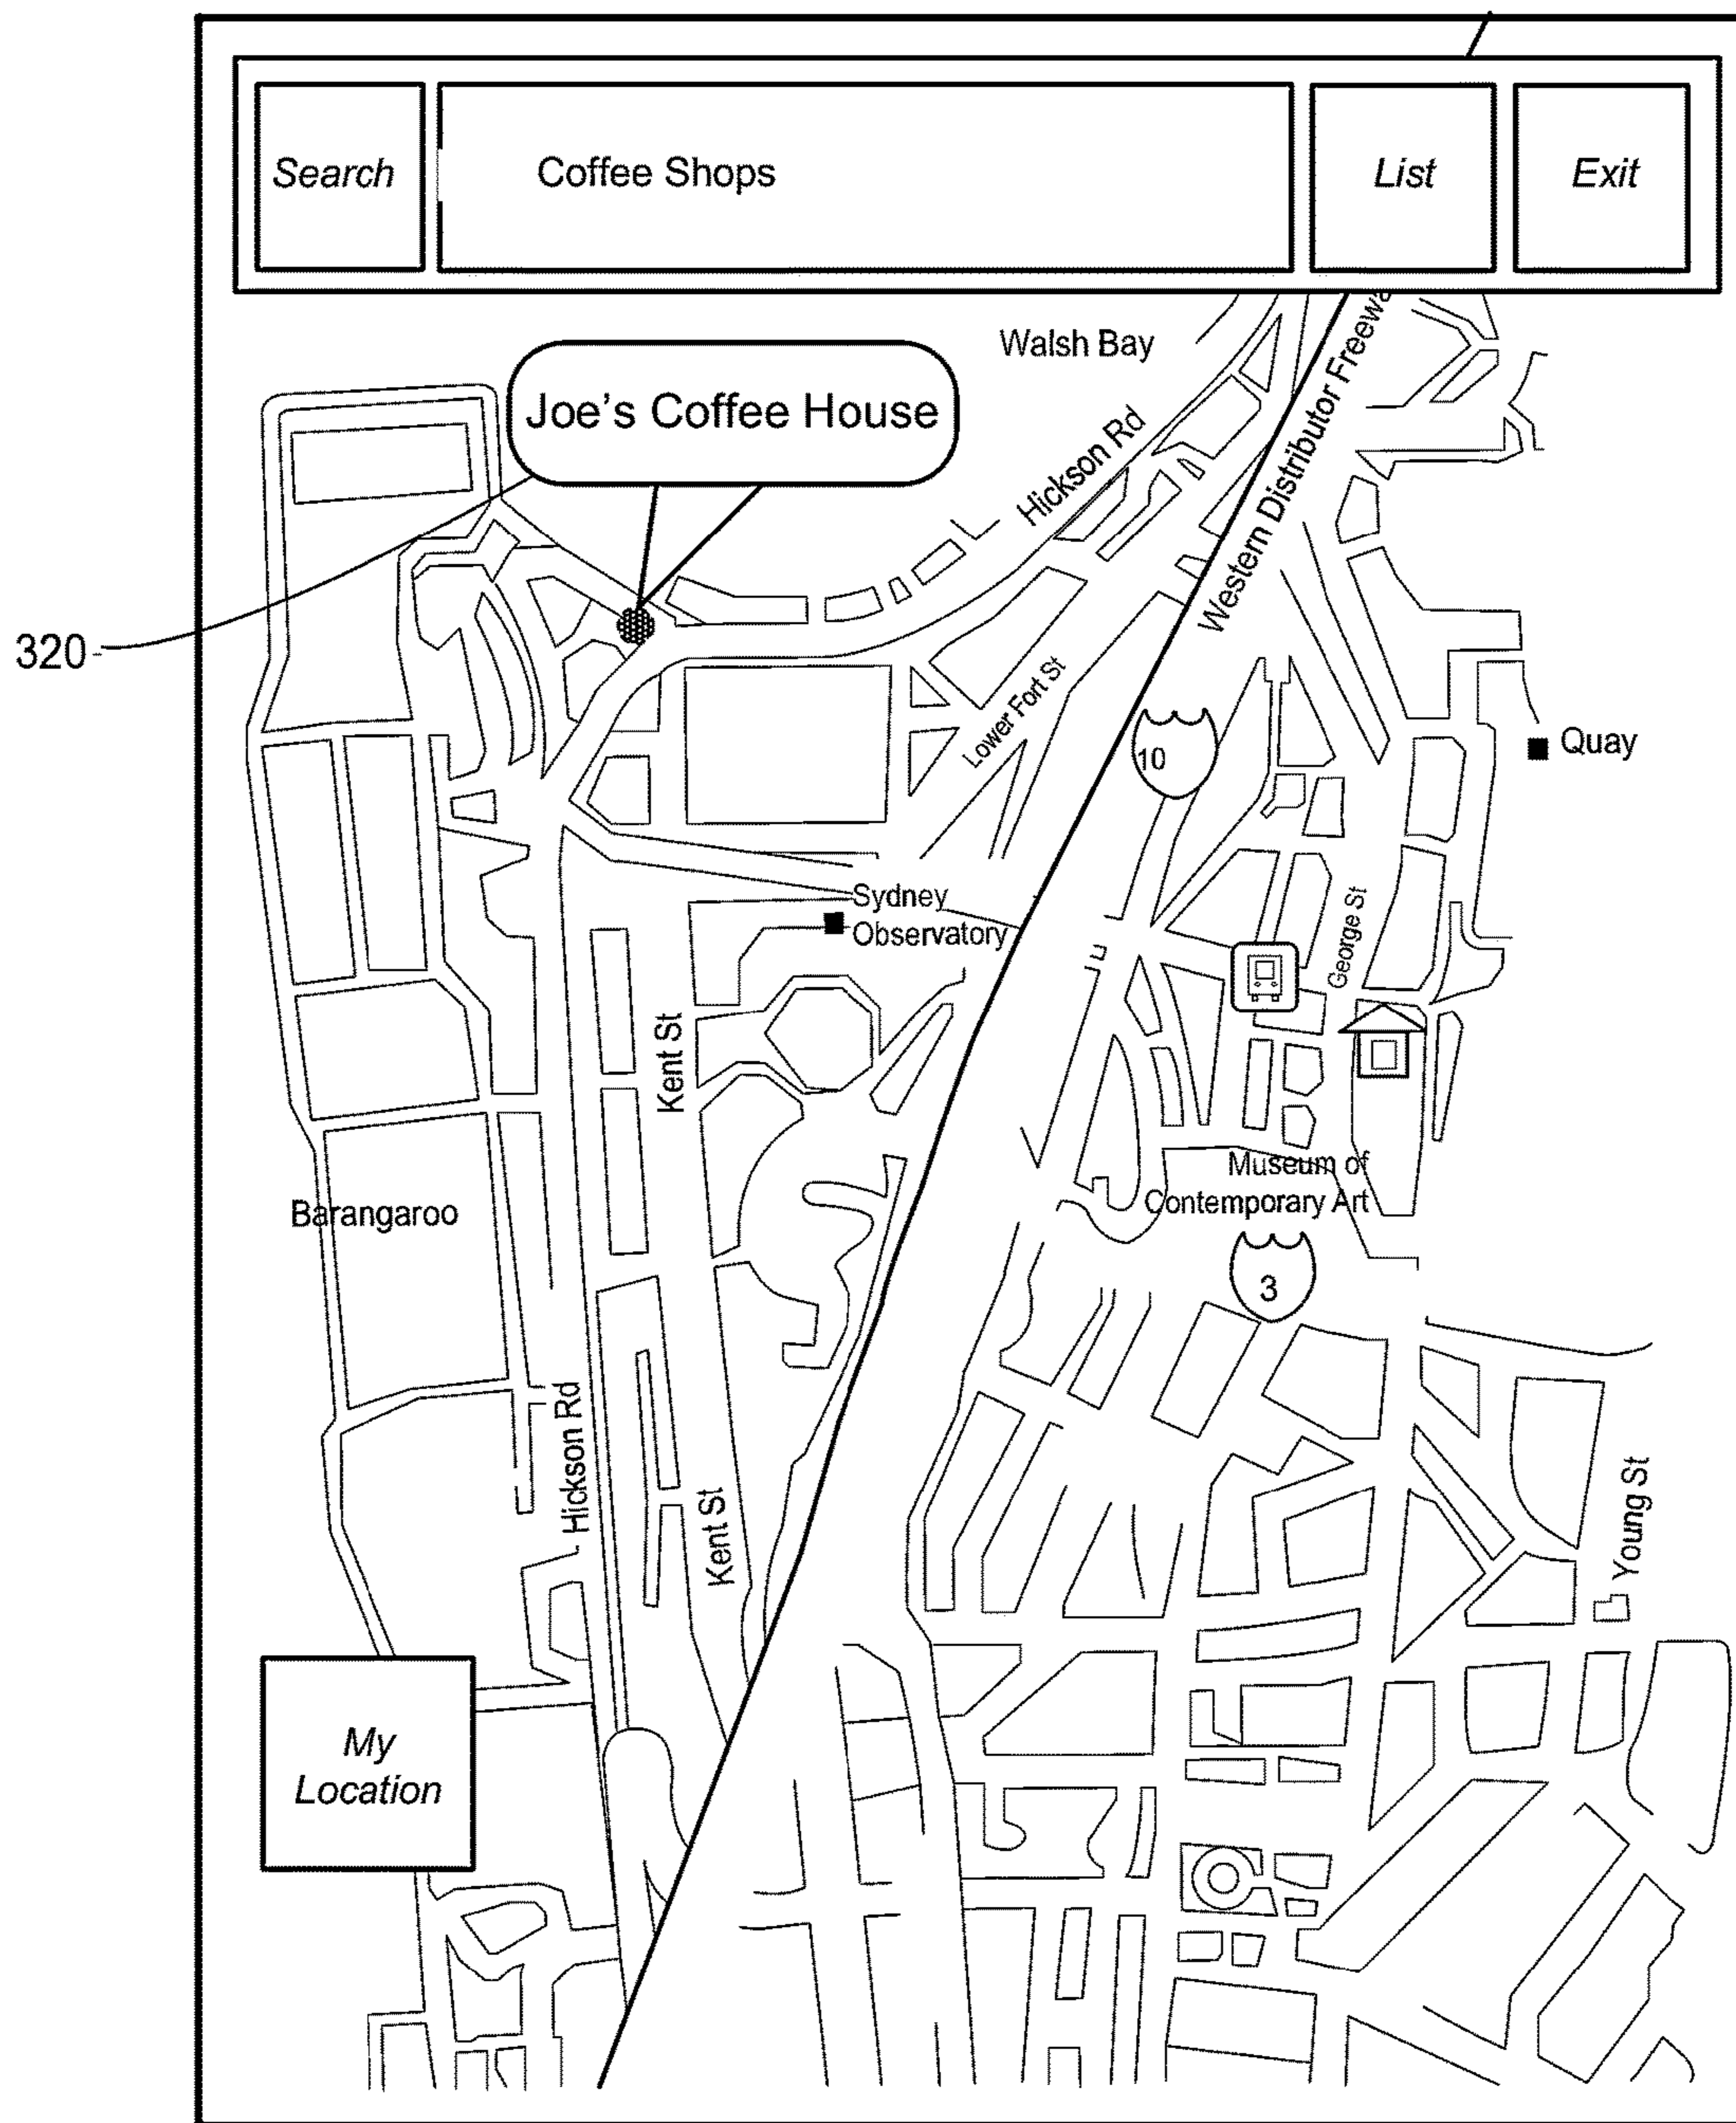 Search
Coffee Shops
List
Exit
Walsh Bay
Joe's Coffee House
Hickson Rd
Western Distributor Freewa
320
Lower Fort St
10
Quay
Sydney
Observatory
George St
Kent St
Museum of
Contemporary Art
Barangaroo
3
Hickson Rd
Kent St
Young St
My
Location